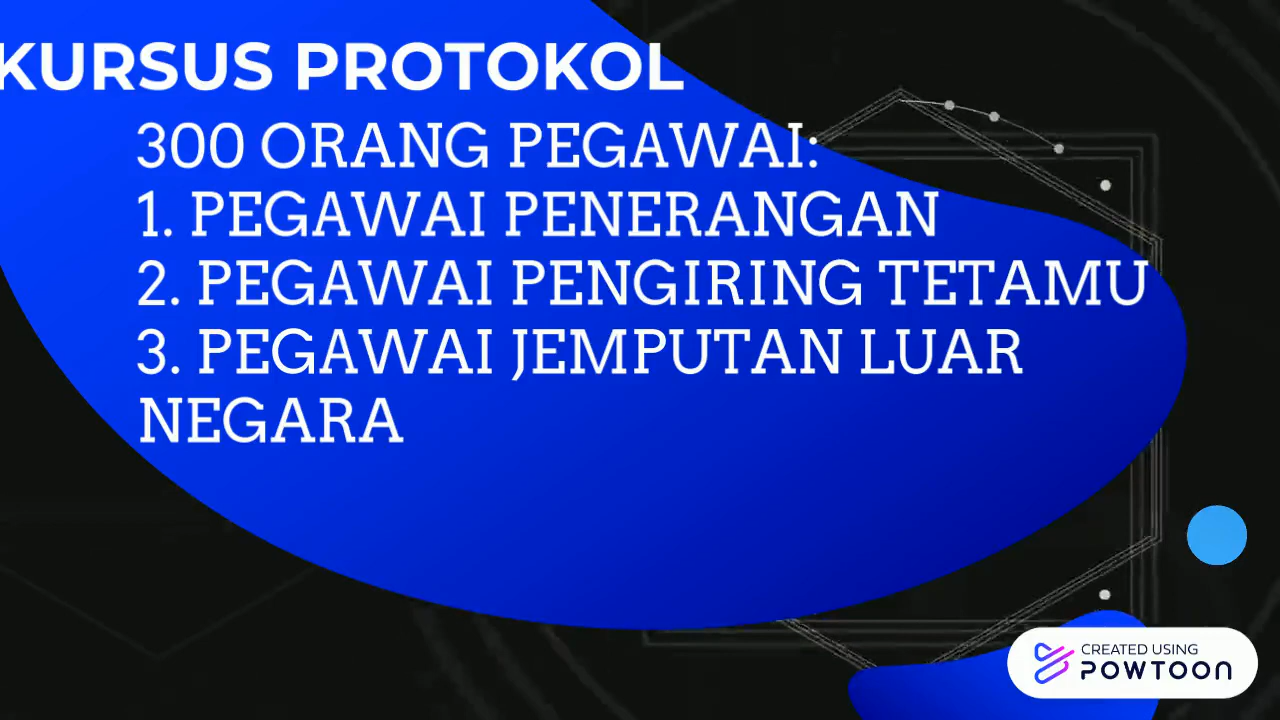 KURSUS PROTOKOL
300 ORANG PEGAWAI:
1. PEGAWAI PENERANGAN
2. PEGAWAI PENGIRING TETAMU
3. PEGAWAI JEMPUTAN LUAR
NEGARA
CREATED USING
POWTOON